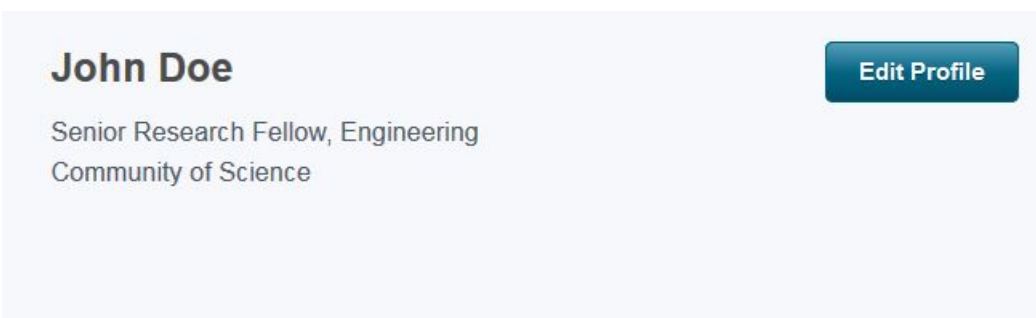 John Doe
Edit Profile
Senior Research Fellow, Engineering
Community of Science